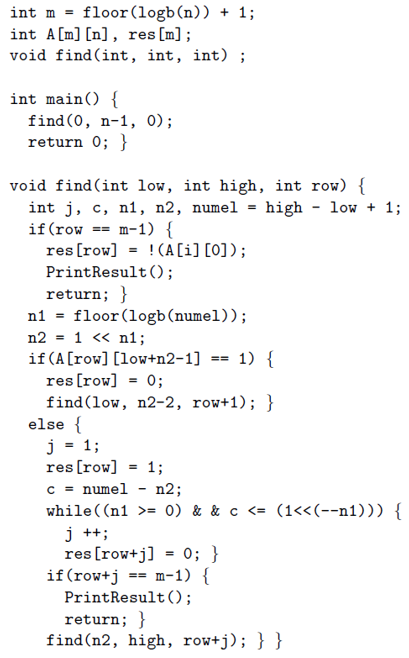 int m = floor(logb(n)) + 1;
int A[m][n], res[m];
void find(int, int, int) ;

int main() {
  find(0, n-1, 0);
  return 0; }

void find(int low, int high, int row) {
  int j, c, n1, n2, numel = high - low + 1;
  if(row == m-1) {
    res[row] = !(A[i][0]);
    PrintResult();
    return; }
  n1 = floor(logb(numel));
  n2 = 1 << n1;
  if(A[row][low+n2-1] == 1) {
    res[row] = 0;
    find(low, n2-2, row+1); }
  else {
    j = 1;
    res[row] = 1;
    c = numel - n2;
    while((n1 >= 0) & & c <= (1<<(--n1))) {
      j ++;
      res[row+j] = 0; }
    if(row+j == m-1) {
      PrintResult();
      return; }
    find(n2, high, row+j); } }